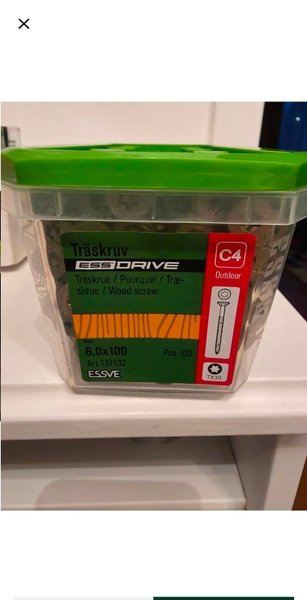 Träskruv
ESSDRIVE
Treskrue / Puuruuvi / Træ-
skrue / Wood screw
6,0x100
Pcs 100
Art 137132
ESSVE
C4
Outdoor
TX30